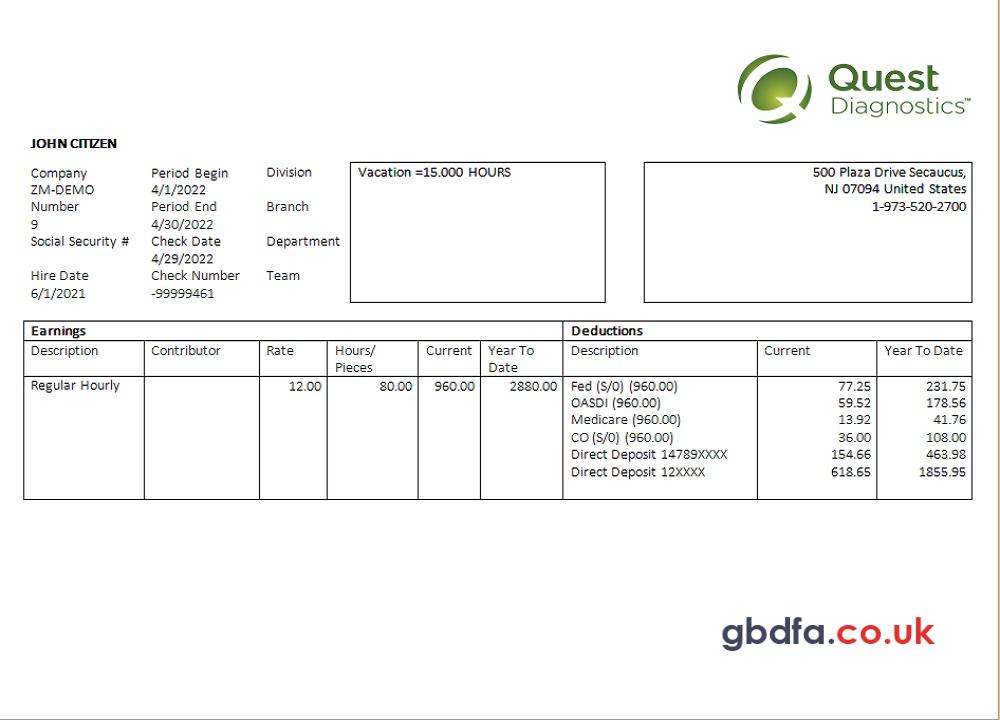 Quest
Diagnostics™
JOHN CITIZEN
Company Period Begin Division Vacation =15.000 HOURS 500 Plaza Drive Secaucus,
ZM-DEMO 4/1/2022 NJ 07094 United States
Number Period End Branch 1-973-520-2700
9 4/30/2022
Social Security # Check Date Department
4/29/2022
Hire Date Check Number Team
6/1/2021 -99999461
Earnings Deductions
Description Contributor Rate Hours/ Current Year To Description Current Year To Date
Pieces Date
Regular Hourly 12.00 80.00 960.00 2880.00 Fed (S/0) (960.00) 77.25 231.75
OASDI (960.00) 59.52 178.56
Medicare (960.00) 13.92 41.76
CO (S/0) (960.00) 36.00 108.00
Direct Deposit 14789XXXX 154.66 463.98
Direct Deposit 12XXXX 618.65 1855.95
gbdfa.co.uk